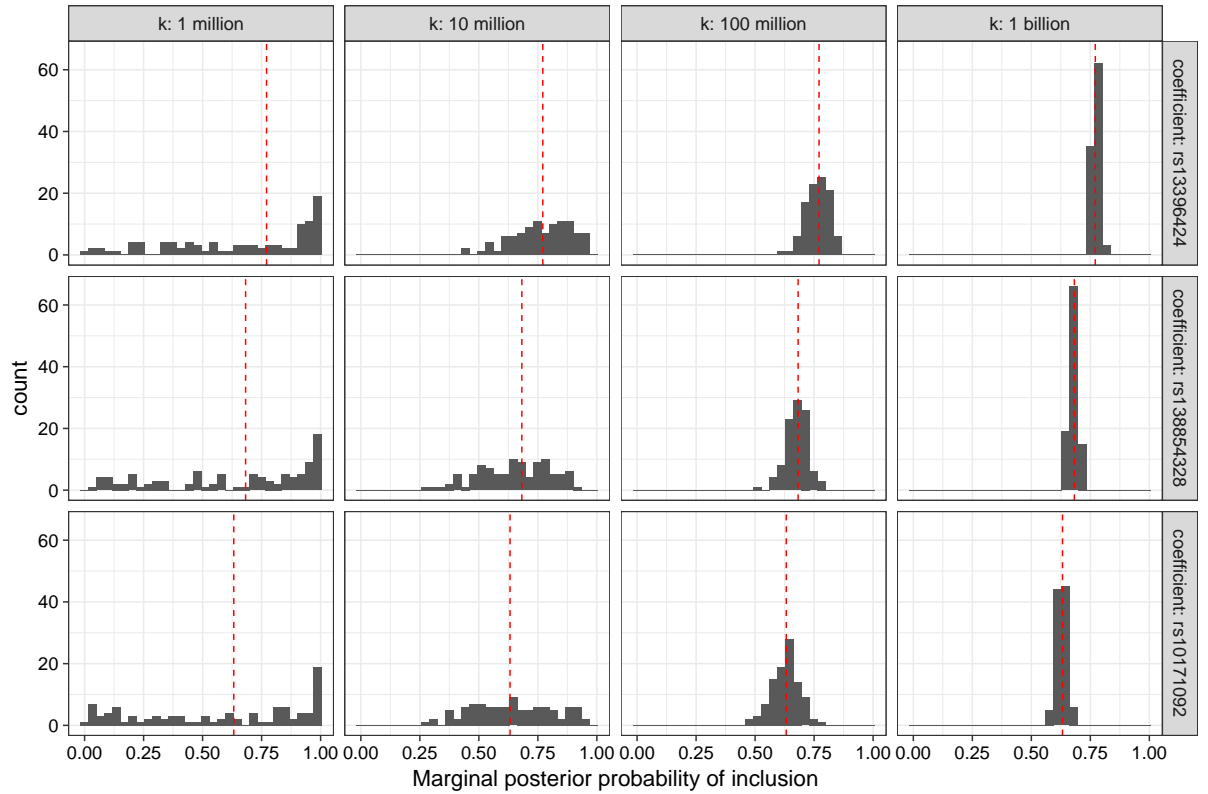 k: 1 million
k: 10 million
k: 100 million
k: 1 billion
60
40
20
0
coefficient: rs13396424
60
40
20
0
coefficient: rs138854328
60
40
20
0
coefficient: rs10171092
count
0.00 0.25 0.50 0.75 1.00
0.00 0.25 0.50 0.75 1.00
0.00 0.25 0.50 0.75 1.00
0.00 0.25 0.50 0.75 1.00
Marginal posterior probability of inclusion